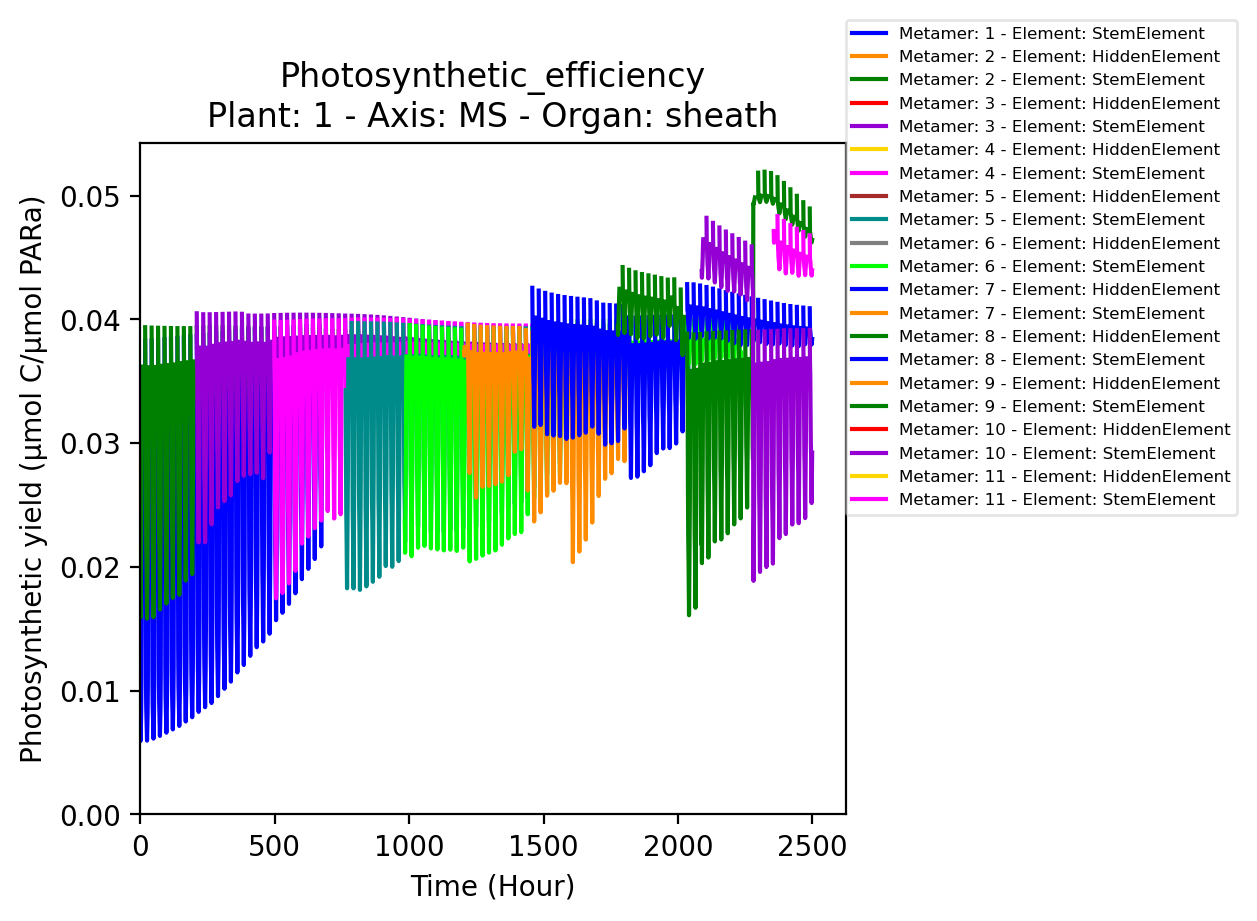 Photosynthetic_efficiency
Plant: 1 - Axis: MS - Organ: sheath
Photosynthetic yield (µmol C/µmol PARa)
0.05
0.04
0.03
0.02
0.01
0.00
0
500
1000
1500
2000
2500
Time (Hour)
Metamer: 1 - Element: StemElement
Metamer: 2 - Element: HiddenElement
Metamer: 2 - Element: StemElement
Metamer: 3 - Element: HiddenElement
Metamer: 3 - Element: StemElement
Metamer: 4 - Element: HiddenElement
Metamer: 4 - Element: StemElement
Metamer: 5 - Element: HiddenElement
Metamer: 5 - Element: StemElement
Metamer: 6 - Element: HiddenElement
Metamer: 6 - Element: StemElement
Metamer: 7 - Element: HiddenElement
Metamer: 7 - Element: StemElement
Metamer: 8 - Element: HiddenElement
Metamer: 8 - Element: StemElement
Metamer: 9 - Element: HiddenElement
Metamer: 9 - Element: StemElement
Metamer: 10 - Element: HiddenElement
Metamer: 10 - Element: StemElement
Metamer: 11 - Element: HiddenElement
Metamer: 11 - Element: StemElement